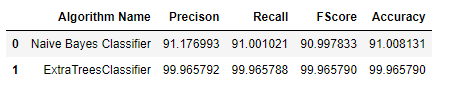 Algorithm Name Precison Recall FScore Accuracy
0 Naive Bayes Classifier 91.176993 91.001021 90.997833 91.008131
1 ExtraTreesClassifier 99.965792 99.965788 99.965790 99.965790